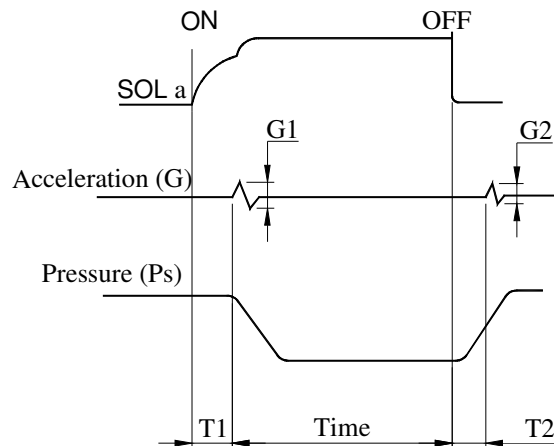 ON OFF
SOL a
G1 G2
Acceleration (G)
Pressure (Ps)
T1 Time T2